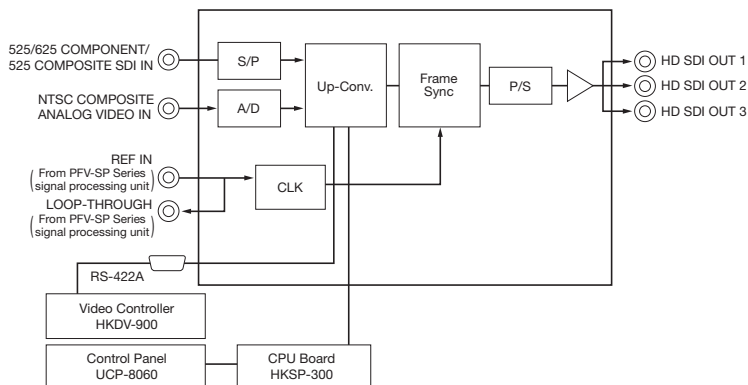 525/625 COMPONENT/
525 COMPOSITE SDI IN
S/P
Up-Conv.
Frame
Sync
P/S
HD SDI OUT 1
HD SDI OUT 2
HD SDI OUT 3
NTSC COMPOSITE
ANALOG VIDEO IN
A/D
REF IN
(From PFV-SP Series
signal processing unit)
CLK
LOOP-THROUGH
(From PFV-SP Series
signal processing unit)
RS-422A
Video Controller
HKDV-900
Control Panel
UCP-8060
CPU Board
HKSP-300